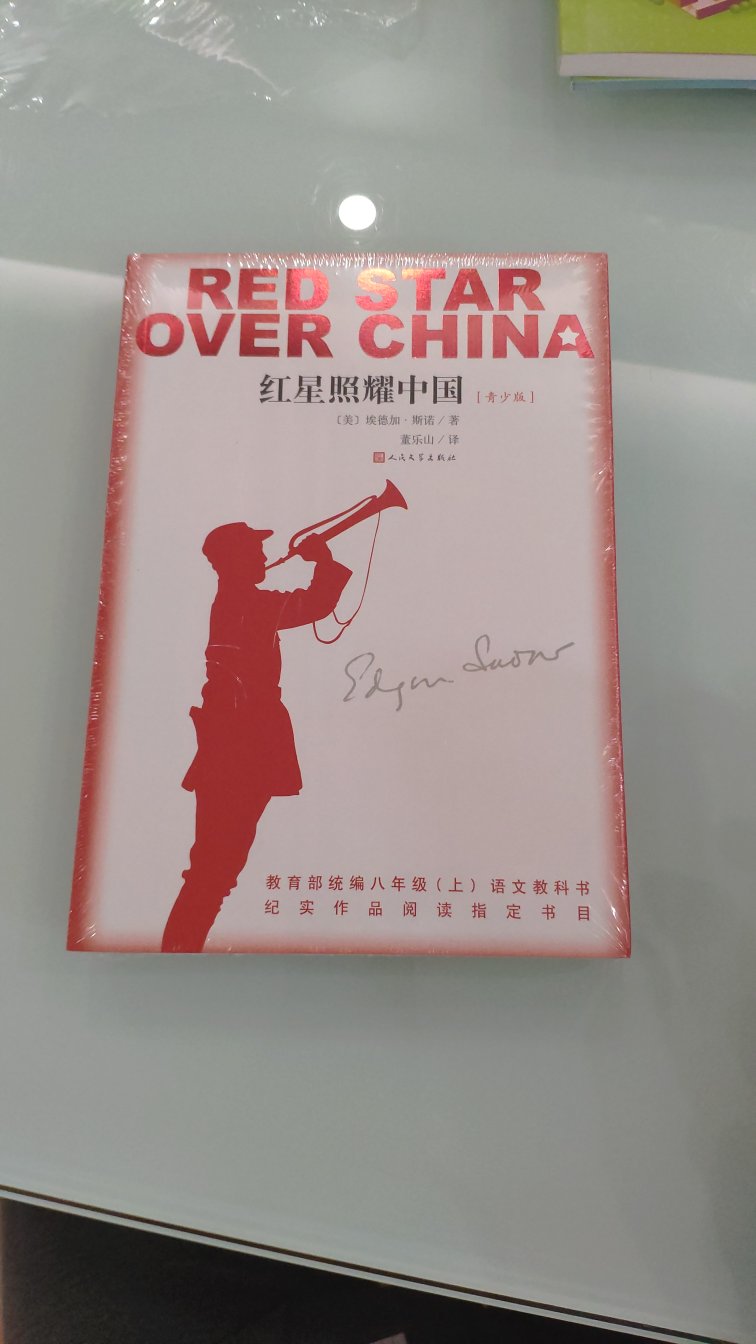 RED STAR
OVER CHINA
红星照耀中国 [青少版]
〔美〕埃德加·斯诺/著
董乐山/译
人民文学出版社
Edgar Snow
教育部统编八年级(上)语文教科书
纪实作品阅读指定书目